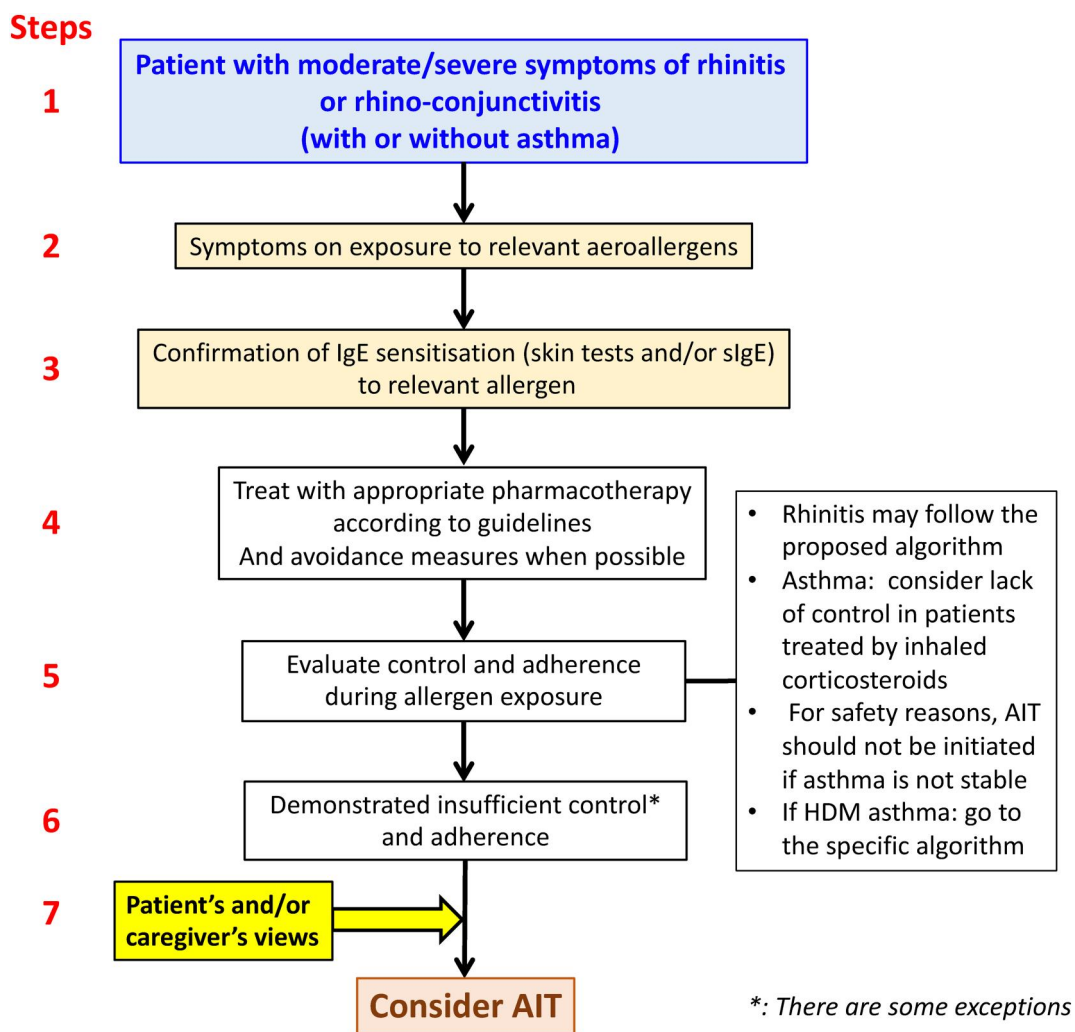 Steps
1
Patient with moderate/severe symptoms of rhinitis
or rhino-conjunctivitis
(with or without asthma)
2
Symptoms on exposure to relevant aeroallergens
3
Confirmation of IgE sensitisation (skin tests and/or sIgE)
to relevant allergen
4
Treat with appropriate pharmacotherapy
according to guidelines
And avoidance measures when possible
5
Evaluate control and adherence
during allergen exposure
• Rhinitis may follow the
proposed algorithm
• Asthma: consider lack
of control in patients
treated by inhaled
corticosteroids
• For safety reasons, AIT
should not be initiated
if asthma is not stable
• If HDM asthma: go to
the specific algorithm
6
Demonstrated insufficient control*
and adherence
7
Patient’s and/or
caregiver’s views
Consider AIT
*: There are some exceptions